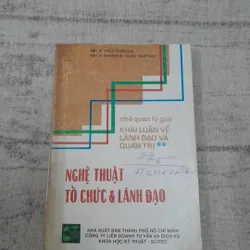 nhà quản lý giỏi
KHÁI LUẬN VỀ
LÃNH ĐẠO VÀ
QUẢN TRỊ
NGHỆ THUẬT
TỔ CHỨC & LÃNH ĐẠO
NHÀ XUẤT BẢN THÀNH PHỐ HỒ CHÍ MINH
CÔNG TY LIÊN DOANH TƯ VẤN VÀ DỊCH VỤ
KHOA HỌC KỸ THUẬT - SCITEC